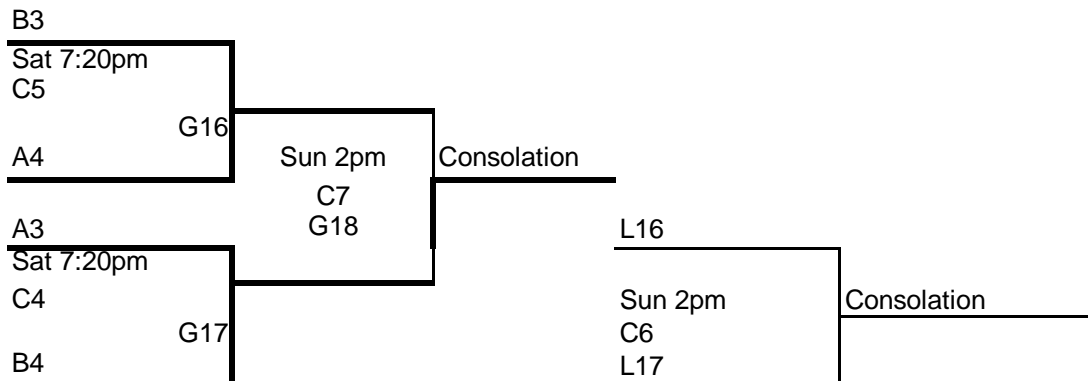 B3
Sat 7:20pm
C5
G16
A4
Sun 2pm
Consolation
C7
G18
A3
Sat 7:20pm
C4
G17
B4
L16
Sun 2pm
Consolation
C6
L17